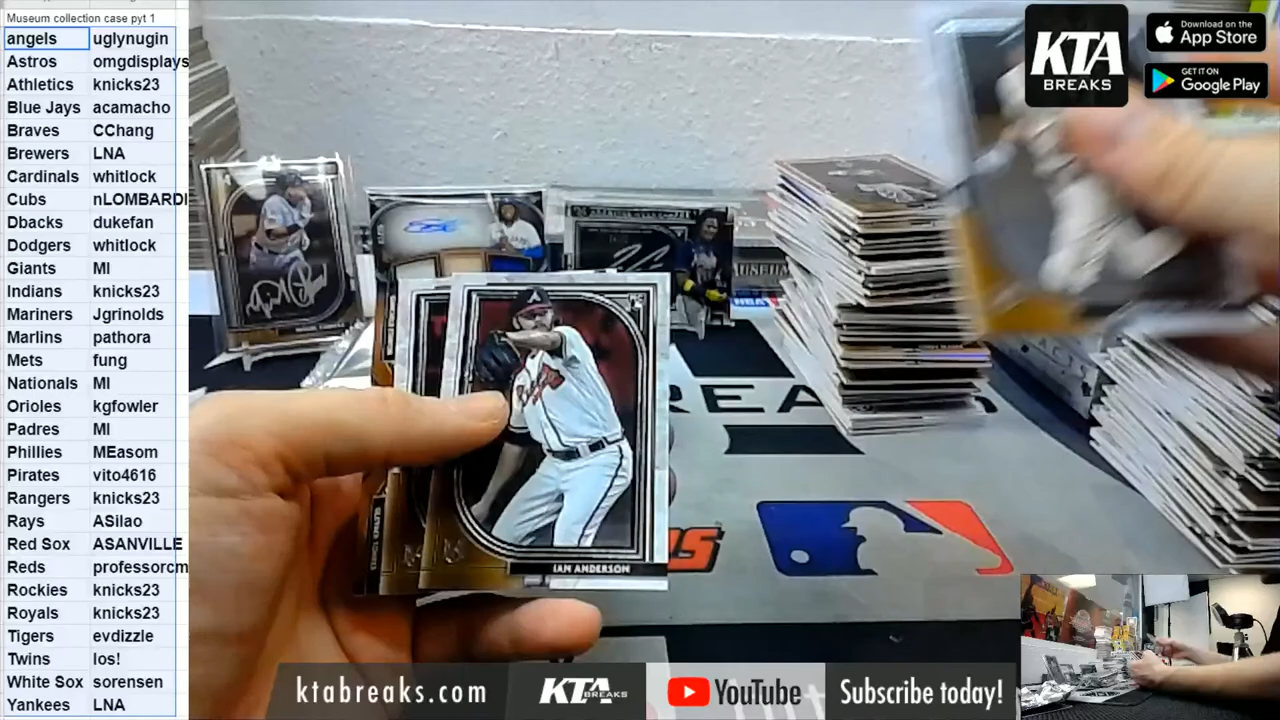 Museum collection case pyt 1
angels uglynugin
Astros omgdisplays
Athletics knicks23
Blue Jays acamacho
Braves CChang
Brewers LNA
Cardinals whitlock
Cubs nLOMBARDI
Dbacks dukefan
Dodgers whitlock
Giants MI
Indians knicks23
Mariners Jgrinolds
Marlins pathora
Mets fung
Nationals MI
Orioles kgfowler
Padres MI
Phillies MEasom
Pirates vito4616
Rangers knicks23
Rays ASilao
Red Sox ASANVILLE
Reds professorcm
Rockies knicks23
Royals knicks23
Tigers evdizzle
Twins los!
White Sox sorensen
Yankees LNA
KTA
BREAKS
Download on the
App Store
GET IT ON
Google Play
IAN ANDERSON
ktabreaks.com
KTA BREAKS
YouTube
Subscribe today!